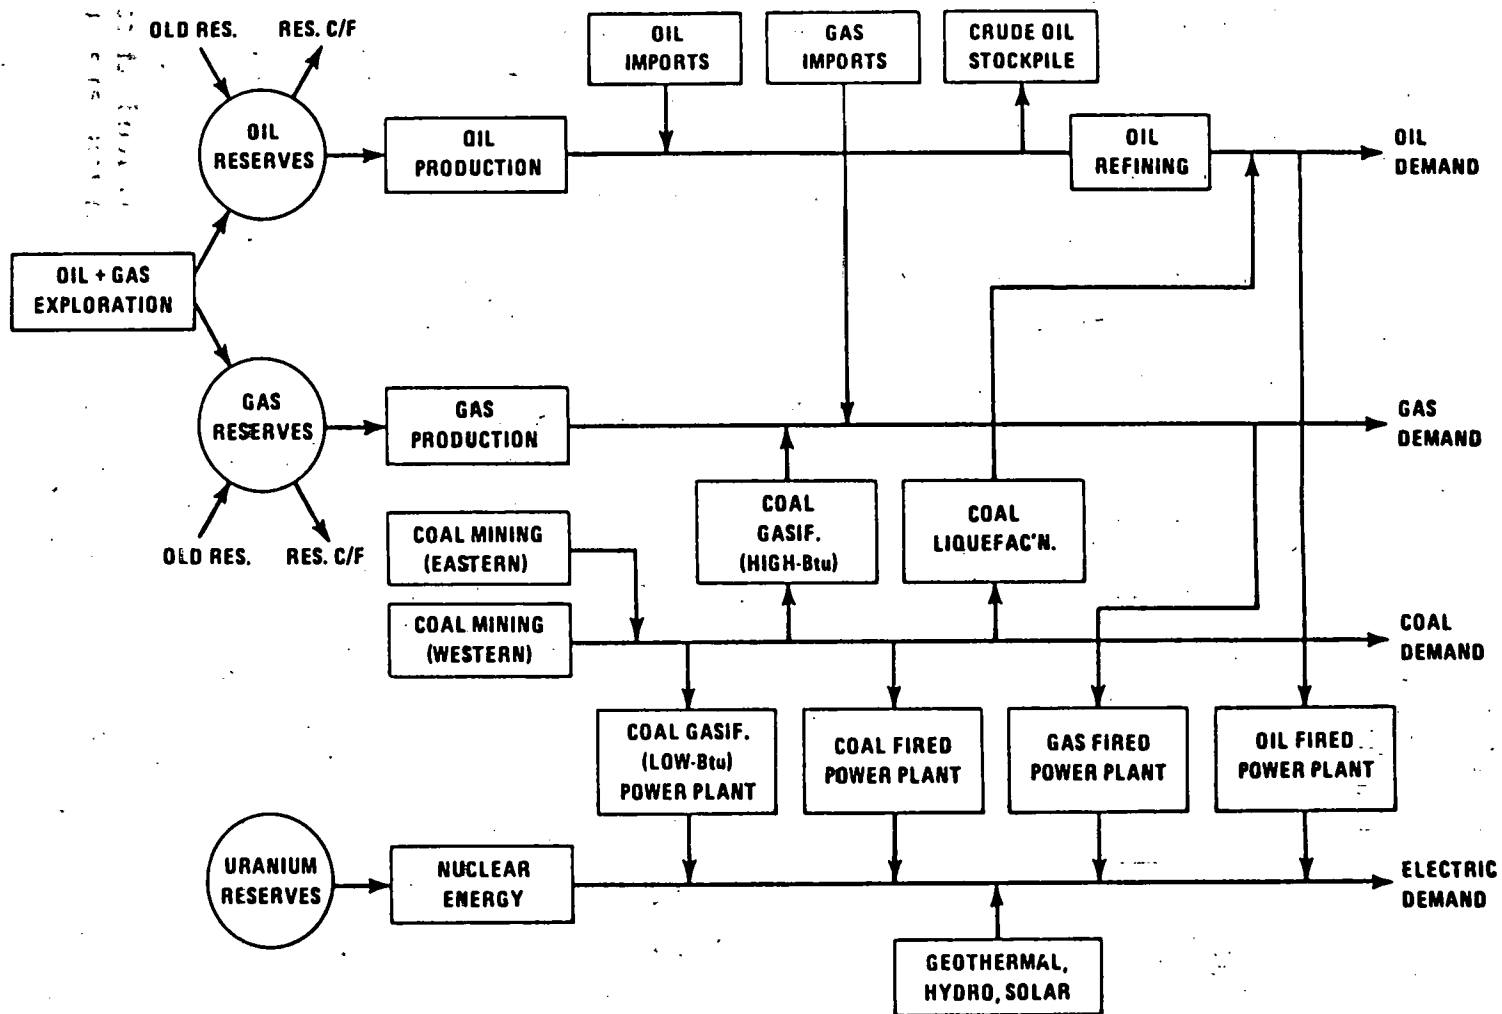 OLD RES.
RES. C/F
OIL
IMPORTS
GAS
IMPORTS
CRUDE OIL
STOCKPILE
OIL
RESERVES
OIL
PRODUCTION
OIL
REFINING
OIL
DEMAND
OIL + GAS
EXPLORATION
GAS
RESERVES
GAS
PRODUCTION
GAS
DEMAND
OLD RES.
RES. C/F
COAL MINING
(EASTERN)
COAL
GASIF.
(HIGH-Btu)
COAL
LIQUEFAC'N.
COAL MINING
(WESTERN)
COAL
DEMAND
COAL GASIF.
(LOW-Btu)
POWER PLANT
COAL FIRED
POWER PLANT
GAS FIRED
POWER PLANT
OIL FIRED
POWER PLANT
URANIUM
RESERVES
NUCLEAR
ENERGY
ELECTRIC
DEMAND
GEOTHERMAL,
HYDRO, SOLAR